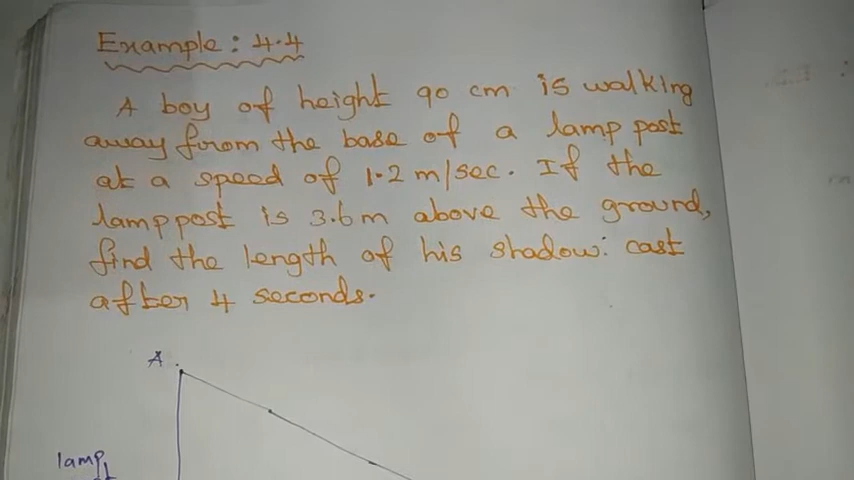 Example: 4.4
A boy of height 90 cm is walking
away from the base of a lamp post
at a speed of 1.2 m/sec. If the
lamp post is 3.6 m above the ground,
find the length of his shadow: cast
after 4 seconds.
A
lamp